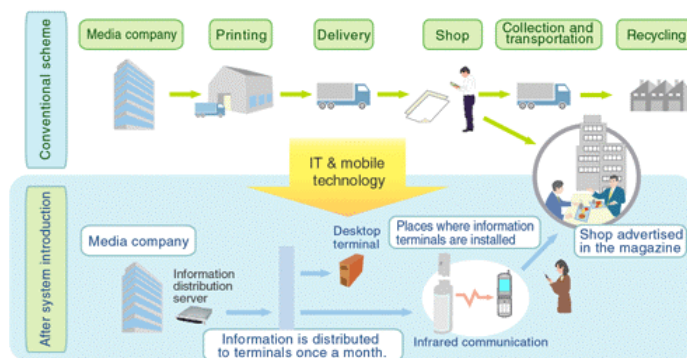 Conventional scheme
Media company
Printing
Delivery
Shop
Collection and
transportation
Recycling
IT & mobile
technology
After system introduction
Media company
Information
distribution
server
Desktop
terminal
Places where information
terminals are installed
Shop advertised
in the magazine
Information is distributed
to terminals once a month.
Infrared communication